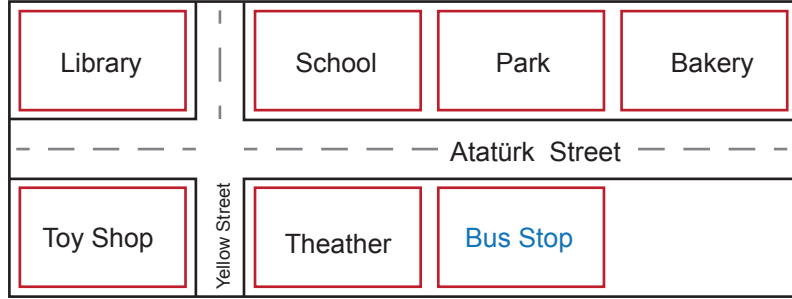 Library
School
Park
Bakery
Atatürk Street
Toy Shop
Yellow Street
Theather
Bus Stop